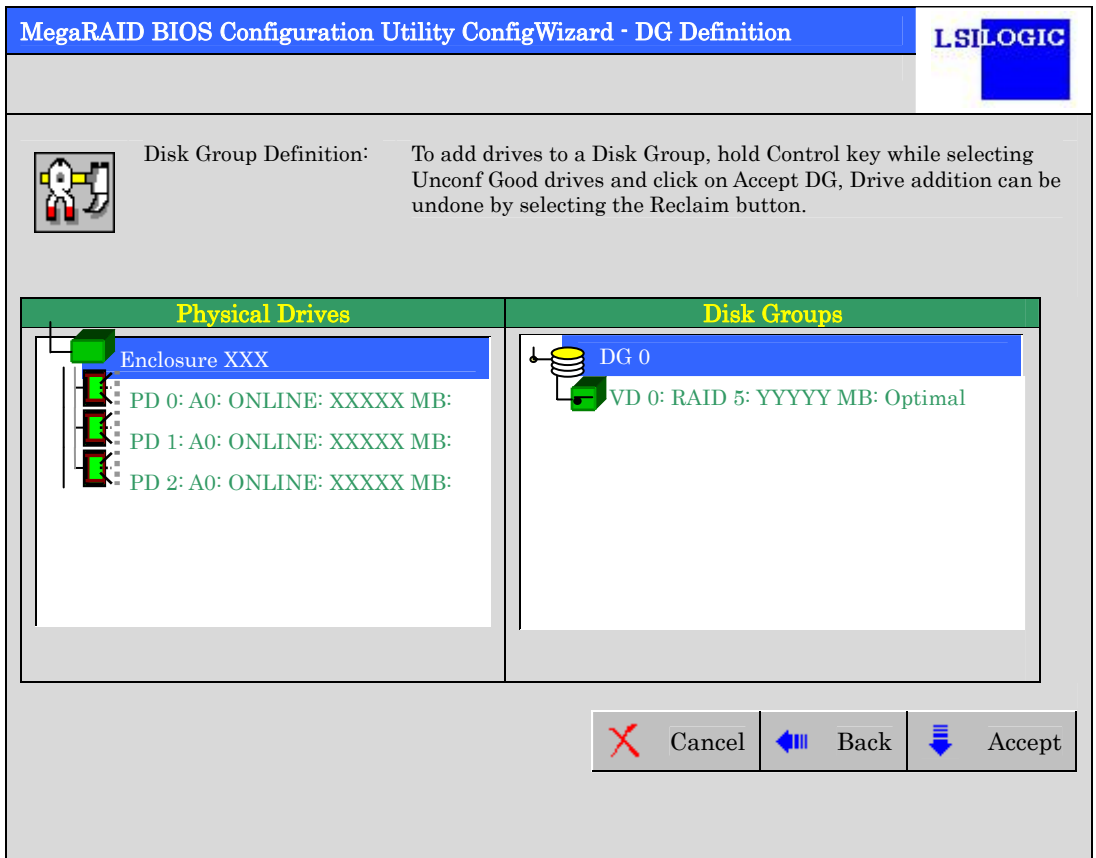 MegaRAID BIOS Configuration Utility ConfigWizard - DG Definition
LSI LOGIC
Disk Group Definition:
To add drives to a Disk Group, hold Control key while selecting
Unconf Good drives and click on Accept DG, Drive addition can be
undone by selecting the Reclaim button.
Physical Drives
Enclosure XXX
PD 0: A0: ONLINE: XXXXX MB:
PD 1: A0: ONLINE: XXXXX MB:
PD 2: A0: ONLINE: XXXXX MB:
Disk Groups
DG 0
VD 0: RAID 5: YYYYY MB: Optimal
Cancel
Back
Accept